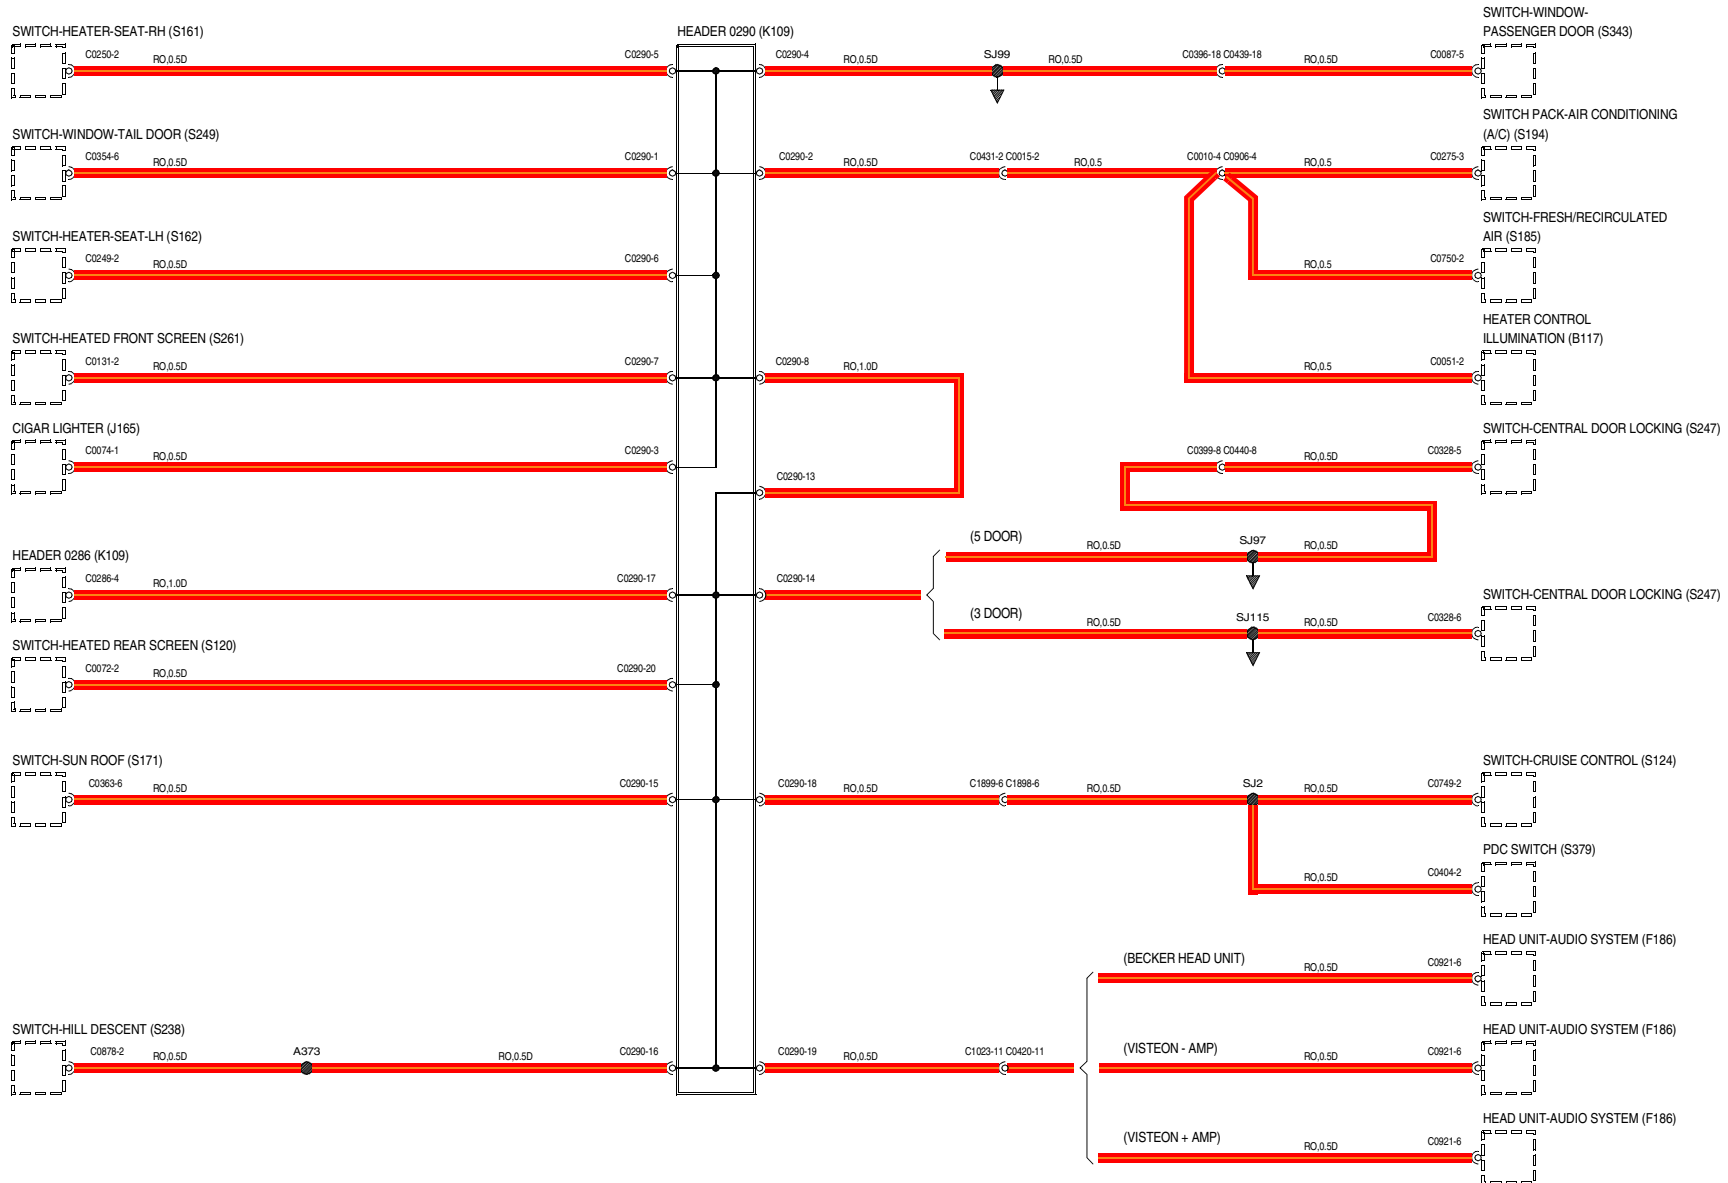 SWITCH-WINDOW-
SWITCH-HEATER-SEAT-RH (S161)
HEADER 0290 (K109)
PASSENGER DOOR (S343)
C0250-2
RO,0.5D
C0290-5
C0290-4
RO,0.5D
SJ99
RO,0.5D
C0396-18 C0439-18
RO,0.5D
C0087-5
SWITCH PACK-AIR CONDITIONING
SWITCH-WINDOW-TAIL DOOR (S249)
(A/C) (S194)
C0354-6
RO,0.5D
C0290-1
C0290-2
RO,0.5D
C0431-2 C0015-2
RO,0.5
C0010-4 C0906-4
RO,0.5
C0275-3
SWITCH-FRESH/RECIRCULATED
SWITCH-HEATER-SEAT-LH (S162)
AIR (S185)
C0249-2
RO,0.5D
C0290-6
RO,0.5
C0750-2
HEATER CONTROL
SWITCH-HEATED FRONT SCREEN (S261)
ILLUMINATION (B117)
C0131-2
RO,0.5D
C0290-7
C0290-8
RO,1.0D
RO,0.5
C0051-2
CIGAR LIGHTER (J165)
SWITCH-CENTRAL DOOR LOCKING (S247)
C0074-1
RO,0.5D
C0290-3
C0399-8 C0440-8
RO,0.5D
C0328-5
C0290-13
(5 DOOR)
RO,0.5D
SJ97
RO,0.5D
HEADER 0286 (K109)
C0286-4
RO,1.0D
C0290-17
C0290-14
SWITCH-CENTRAL DOOR LOCKING (S247)
(3 DOOR)
RO,0.5D
SJ115
RO,0.5D
C0328-6
SWITCH-HEATED REAR SCREEN (S120)
C0072-2
RO,0.5D
C0290-20
SWITCH-SUN ROOF (S171)
SWITCH-CRUISE CONTROL (S124)
C0363-6
RO,0.5D
C0290-15
C0290-18
RO,0.5D
C1899-6 C1898-6
RO,0.5D
SJ2
RO,0.5D
C0749-2
PDC SWITCH (S379)
RO,0.5D
C0404-2
HEAD UNIT-AUDIO SYSTEM (F186)
(BECKER HEAD UNIT)
RO,0.5D
C0921-6
SWITCH-HILL DESCENT (S238)
HEAD UNIT-AUDIO SYSTEM (F186)
C0878-2
RO,0.5D
A373
RO,0.5D
C0290-16
C0290-19
RO,0.5D
C1023-11 C0420-11
(VISTEON - AMP)
RO,0.5D
C0921-6
HEAD UNIT-AUDIO SYSTEM (F186)
(VISTEON + AMP)
RO,0.5D
C0921-6